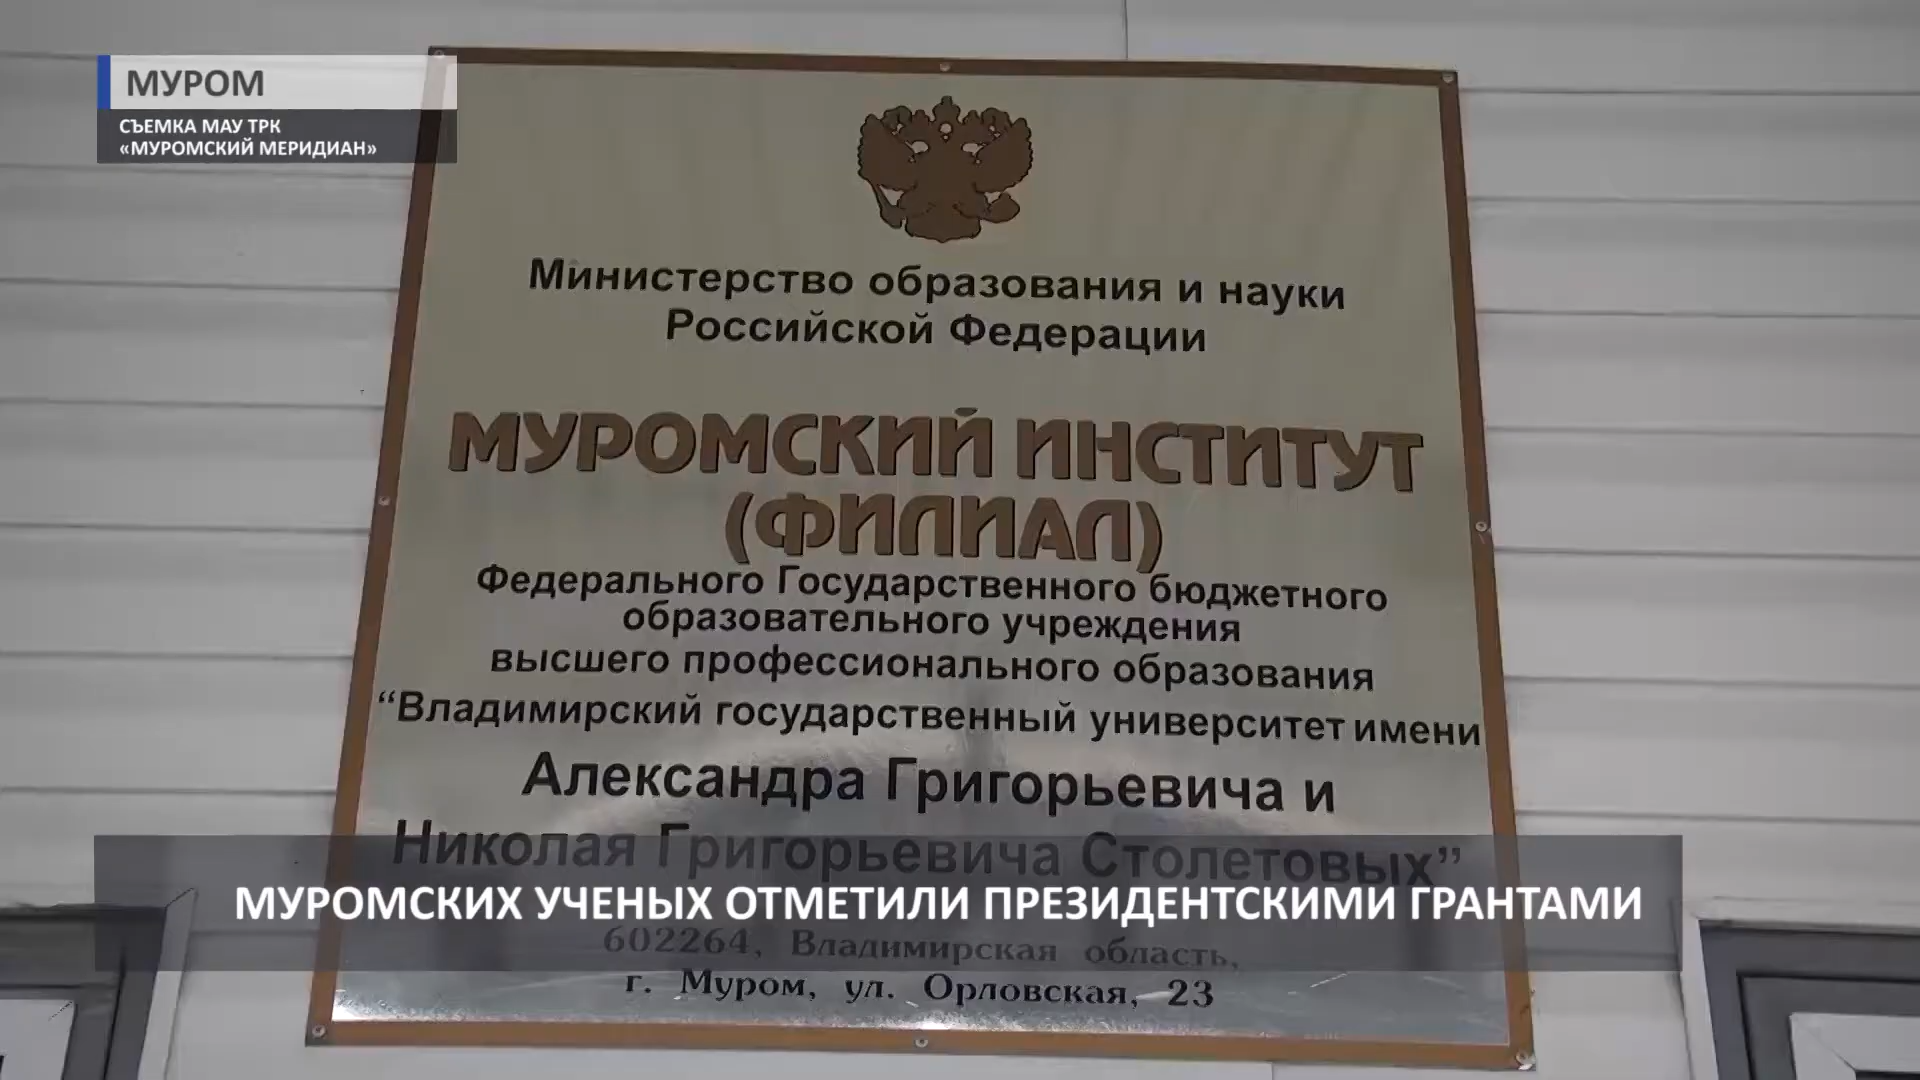 МУРОМ
СЪЕМКА МАУ ТРК
«МУРОМСКИЙ МЕРИДИАН»
Министерство образования и науки
Российской Федерации
МУРОМСКИЙ ИНСТИТУТ
(ФИЛИАЛ)
Федерального Государственного бюджетного
образовательного учреждения
высшего профессионального образования
“Владимирский государственный университет имени
Александра Григорьевича и
Николая Григорьевича Столетовых”
МУРОМСКИХ УЧЕНЫХ ОТМЕТИЛИ ПРЕЗИДЕНТСКИМИ ГРАНТАМИ
602264, Владимирская область,
г. Муром, ул. Орловская, 23